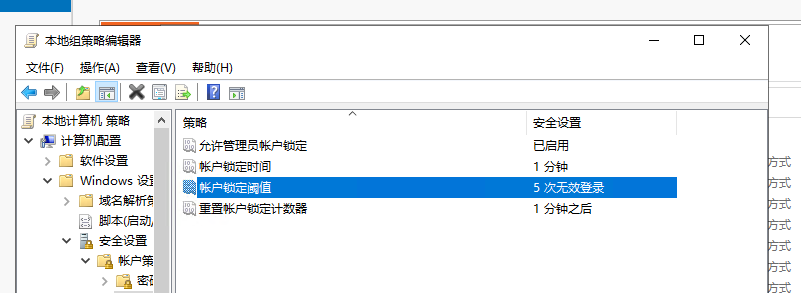 本地组策略编辑器
文件(F) 操作(A) 查看(V) 帮助(H)
本地计算机 策略
计算机配置
软件设置
Windows 设
域名解析策
脚本(启动/
安全设置
帐户策
密
策略 安全设置
允许管理员帐户锁定 已启用
帐户锁定时间 1 分钟
帐户锁定阈值 5 次无效登录
重置帐户锁定计数器 1 分钟之后
方式
方式
方式
方式
方式
方式
方式